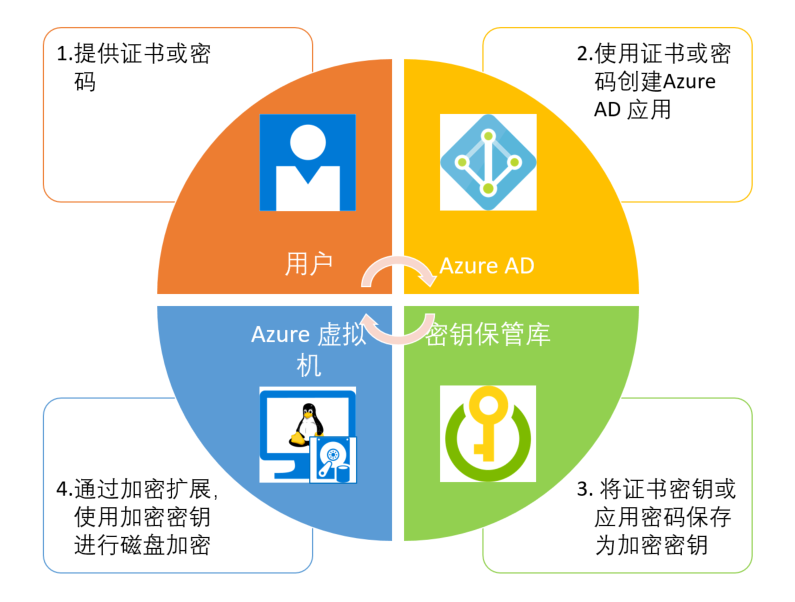 1.提供证书或密
码
2.使用证书或密
码创建Azure
AD 应用
用户
Azure AD
Azure 虚拟
机
密钥保管库
4.通过加密扩展,
使用加密密钥
进行磁盘加密
3. 将证书密钥或
应用密码保存
为加密密钥